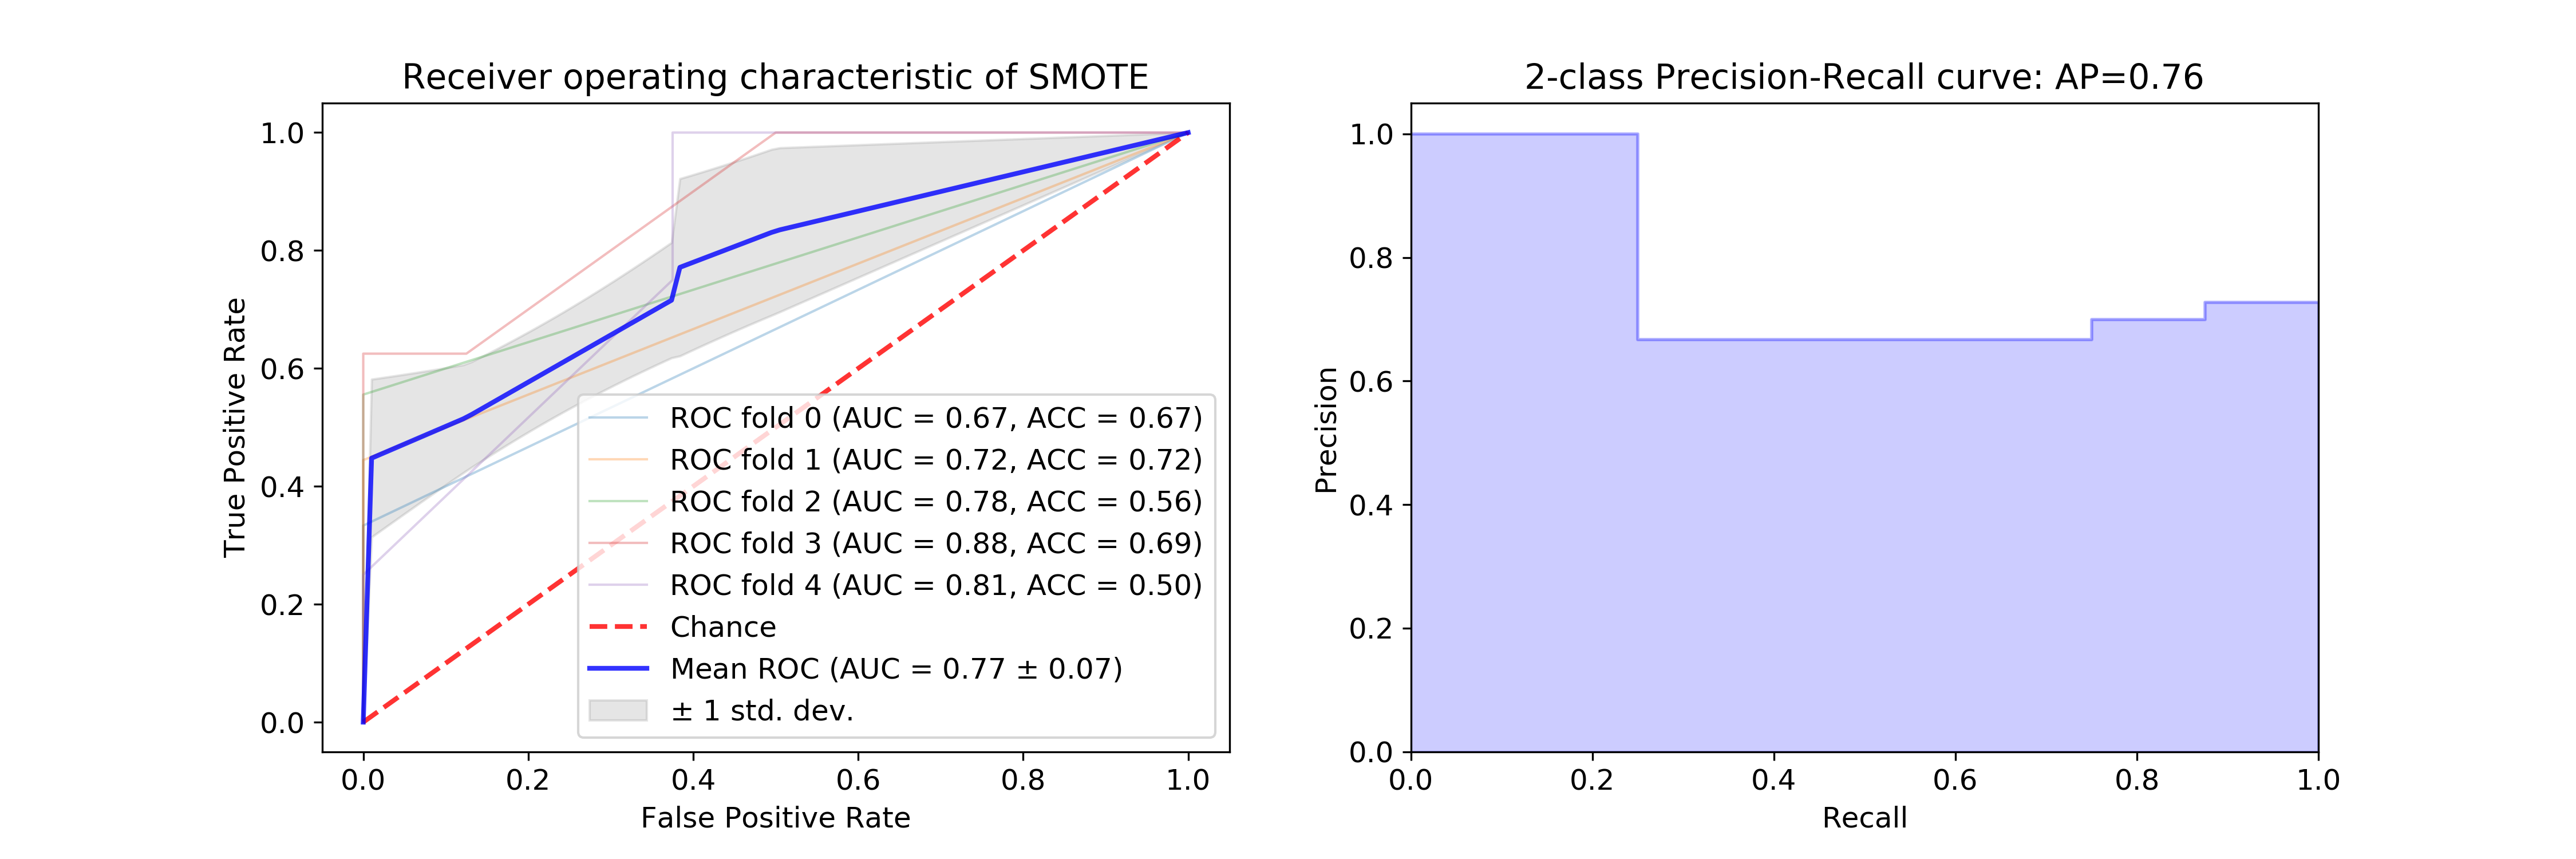 Receiver operating characteristic of SMOTE
True Positive Rate
1.0
0.8
0.6
0.4
0.2
0.0
ROC fold 0 (AUC = 0.67, ACC = 0.67)
ROC fold 1 (AUC = 0.72, ACC = 0.72)
ROC fold 2 (AUC = 0.78, ACC = 0.56)
ROC fold 3 (AUC = 0.88, ACC = 0.69)
ROC fold 4 (AUC = 0.81, ACC = 0.50)
Chance
Mean ROC (AUC = 0.77 ± 0.07)
± 1 std. dev.
0.0 0.2 0.4 0.6 0.8 1.0
False Positive Rate
2-class Precision-Recall curve: AP=0.76
Precision
1.0
0.8
0.6
0.4
0.2
0.0
0.0 0.2 0.4 0.6 0.8 1.0
Recall